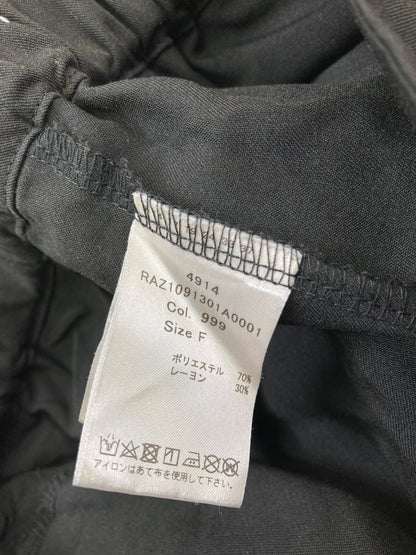 4914
RAZ1091301A0001
Col. 999
Size F
ポリエステル 70%
レーヨン 30%
アイロンはあて布を使用して下さい